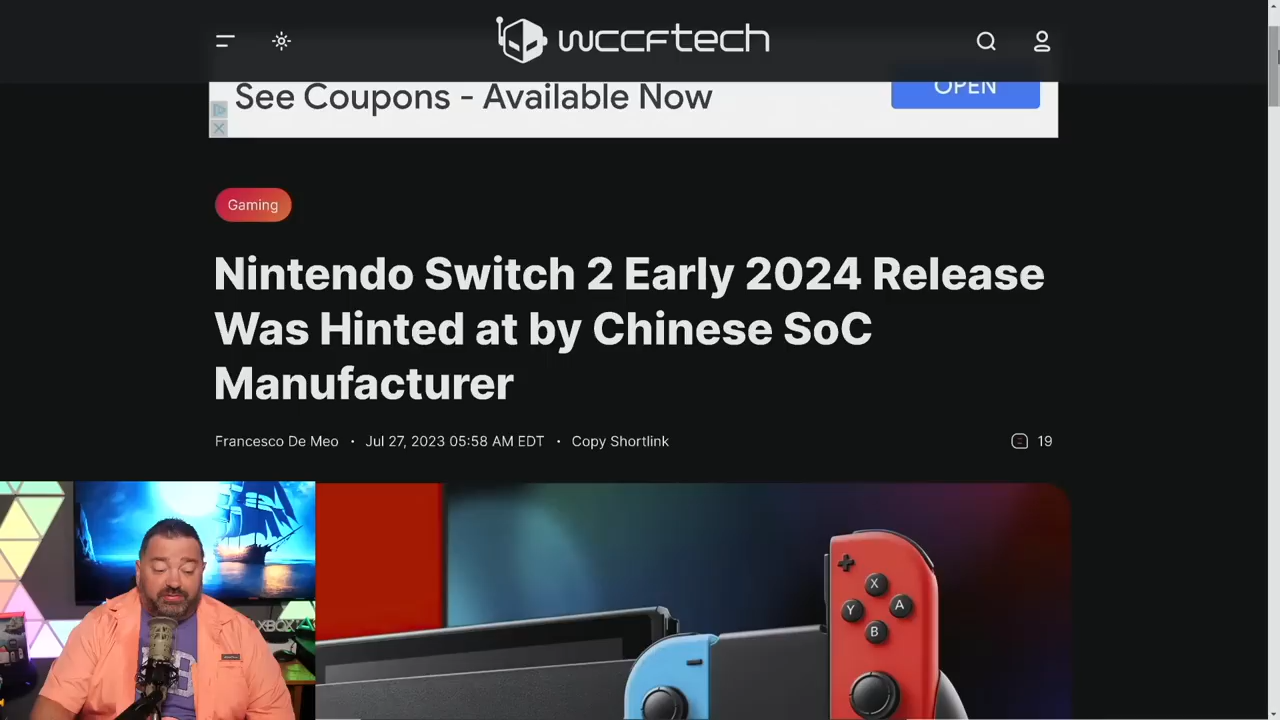 wccftech
See Coupons - Available Now
OPEN
Gaming
Nintendo Switch 2 Early 2024 Release
Was Hinted at by Chinese SoC
Manufacturer
Francesco De Meo • Jul 27, 2023 05:58 AM EDT • Copy Shortlink
19
X
Y
A
B